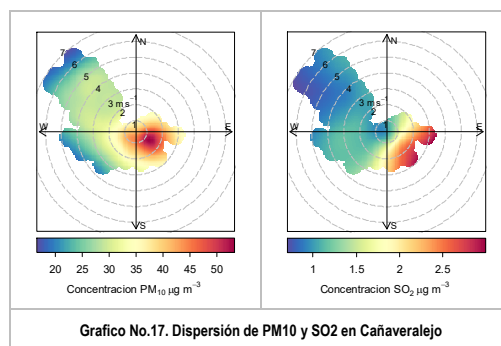 N
7
6
5
4
3 m s⁻¹
2
1
W
E
S
20 25 30 35 40 45 50
Concentracion PM₁₀ µg m⁻³
N
7
6
5
4
3 m s⁻¹
2
1
W
E
S
1 1.5 2 2.5
Concentracion SO₂ µg m⁻³
Grafico No.17. Dispersión de PM10 y SO2 en Cañaveralejo